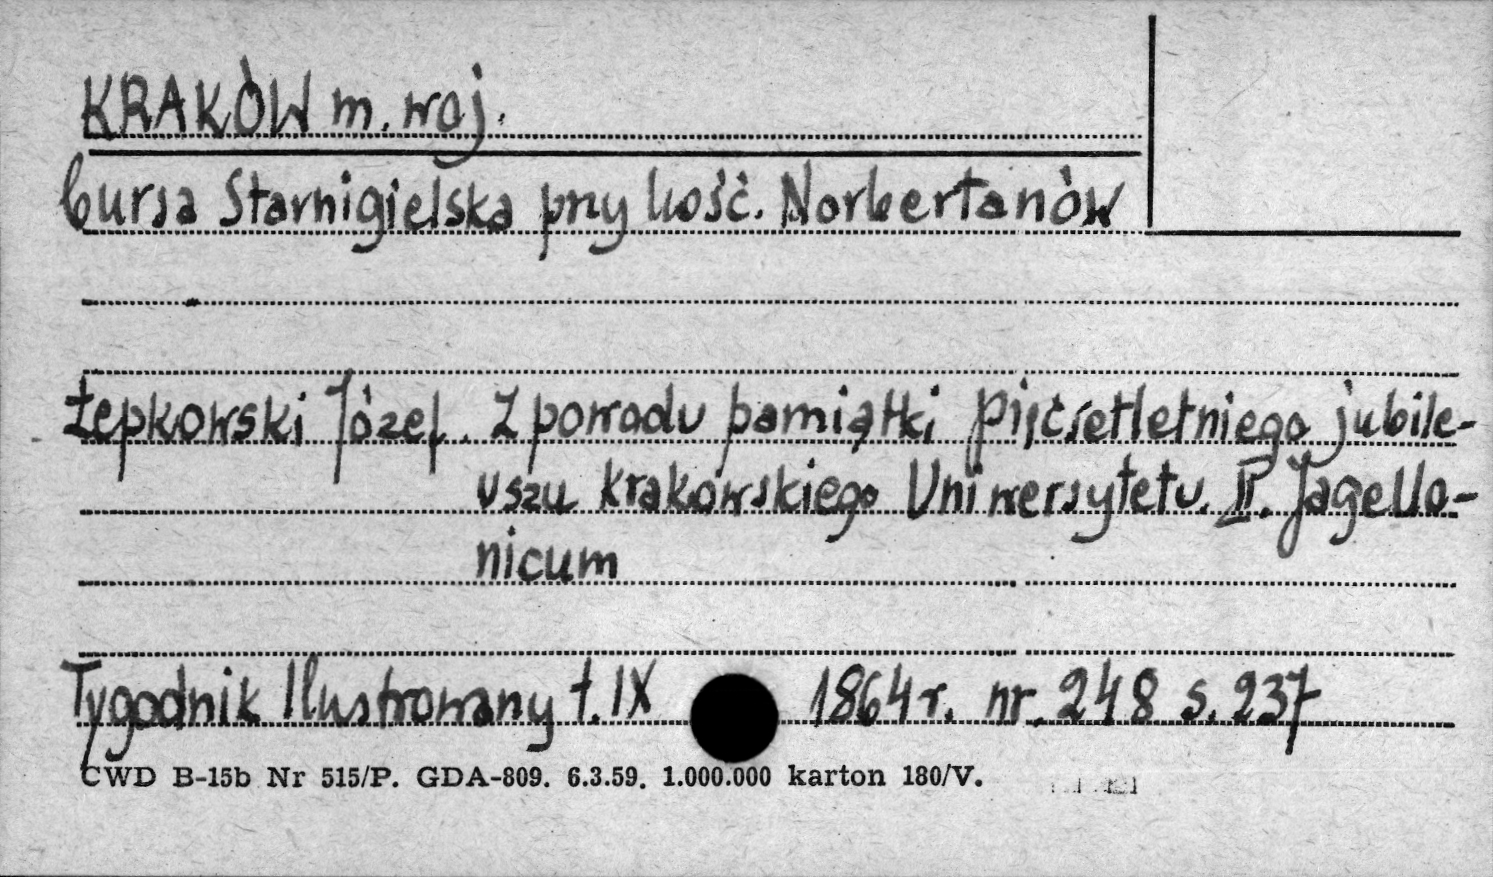 KRAKÓW m. woj.
bursa Starnigielska przy kość. Norbertanów
Łepkowski Józef. Z powodu pamiątki pięćsetletniego jubile-
uszu krakowskiego Uniwersytetu. II. Jagello-
nicum
Tygodnik Ilustrowany t. IX 1864 r. nr. 248 s. 237
CWD B-15b Nr 515/P. GDA-809. 6.3.59. 1.000.000 karton 180/V.